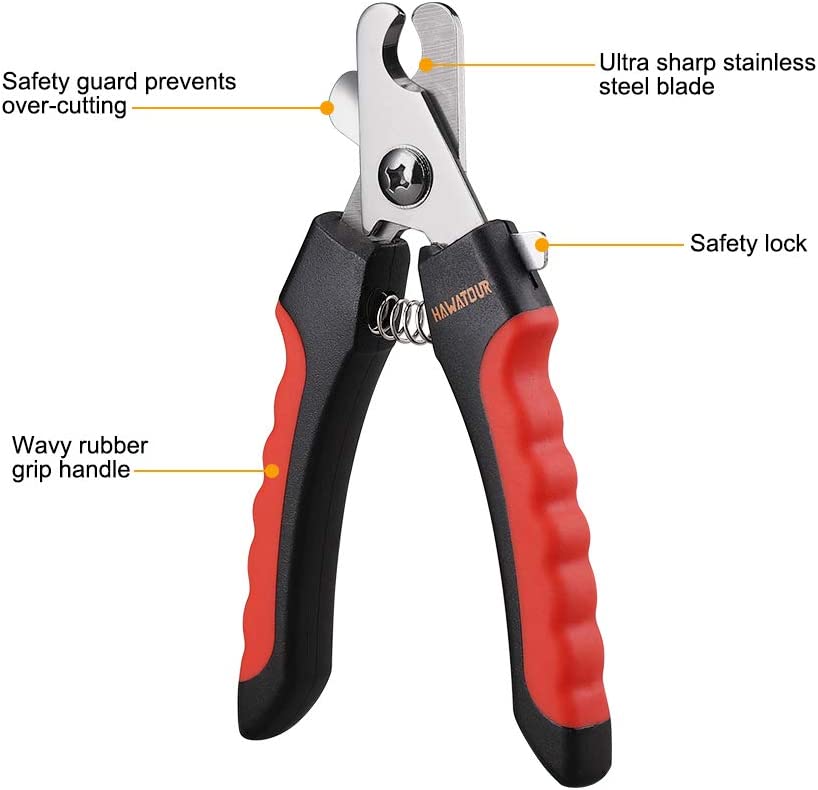 Safety guard prevents
over-cutting
Ultra sharp stainless
steel blade
Safety lock
HAWATOUR
Wavy rubber
grip handle